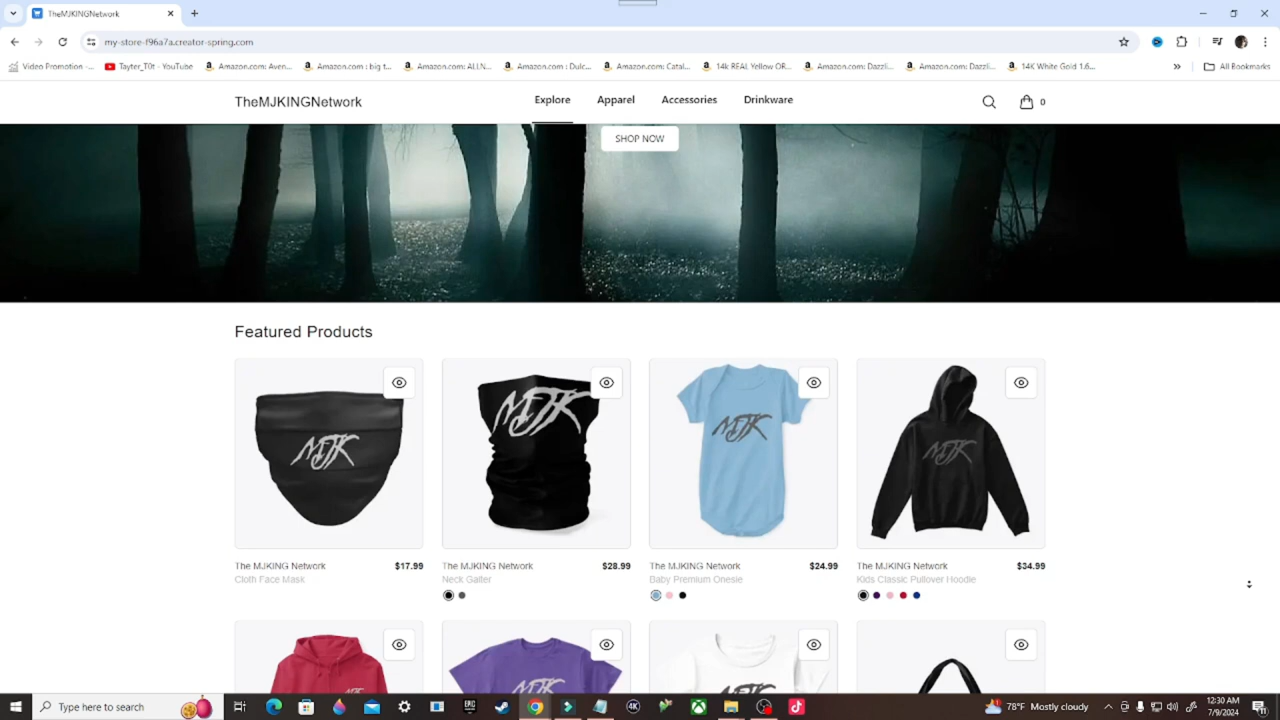 TheMJKINGNetwork
my-store-f96a7a.creator-spring.com
Video Promotion -... Tayter_T0t - YouTube Amazon.com: Aven... Amazon.com : big t... Amazon.com: ALLN... Amazon.com : Dulc... Amazon.com: Catal... 14k REAL Yellow OR... Amazon.com: Dazzli... Amazon.com: Dazzli... 14K White Gold 1.6... » All Bookmarks
TheMJKINGNetwork Explore Apparel Accessories Drinkware 0
SHOP NOW
Featured Products
MJK MJK MJK MJK
The MJKING Network $17.99 The MJKING Network $28.99 The MJKING Network $24.99 The MJKING Network $34.99
Cloth Face Mask Neck Gaiter Baby Premium Onesie Kids Classic Pullover Hoodie
Type here to search EPIC 4K 78°F Mostly cloudy 12:30 AM
7/9/2024